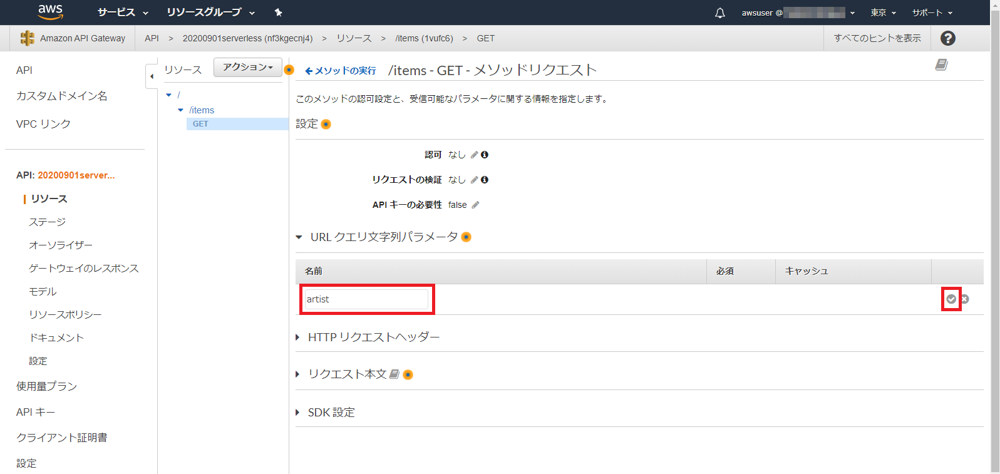 aws サービス リソースグループ awsuser @ 東京 サポート
Amazon API Gateway API > 20200901serverless (nf3kgecnj4) > リソース > /items (1vufc6) > GET すべてのヒントを表示 ?
API
カスタムドメイン名
VPC リンク
API: 20200901server...
リソース
ステージ
オーソライザー
ゲートウェイのレスポンス
モデル
リソースポリシー
ドキュメント
設定
使用量プラン
API キー
クライアント証明書
設定
リソース アクション
/
/items
GET
メソッドの実行 /items - GET - メソッドリクエスト
このメソッドの認可設定と、受信可能なパラメータに関する情報を指定します。
設定
認可 なし
リクエストの検証 なし
API キーの必要性 false
URL クエリ文字列パラメータ
名前 必須 キャッシュ
artist
HTTP リクエストヘッダー
リクエスト本文
SDK 設定